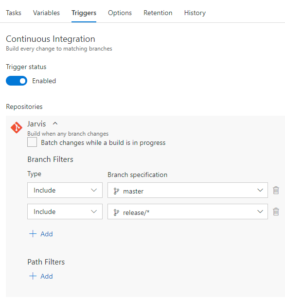 Tasks Variables Triggers Options Retention History
Continuous Integration
Build every change to matching branches
Trigger status
Enabled
Repositories
Jarvis
Build when any branch changes
Batch changes while a build is in progress
Branch Filters
Type Branch specification
Include master
Include release/*
+ Add
Path Filters
+ Add